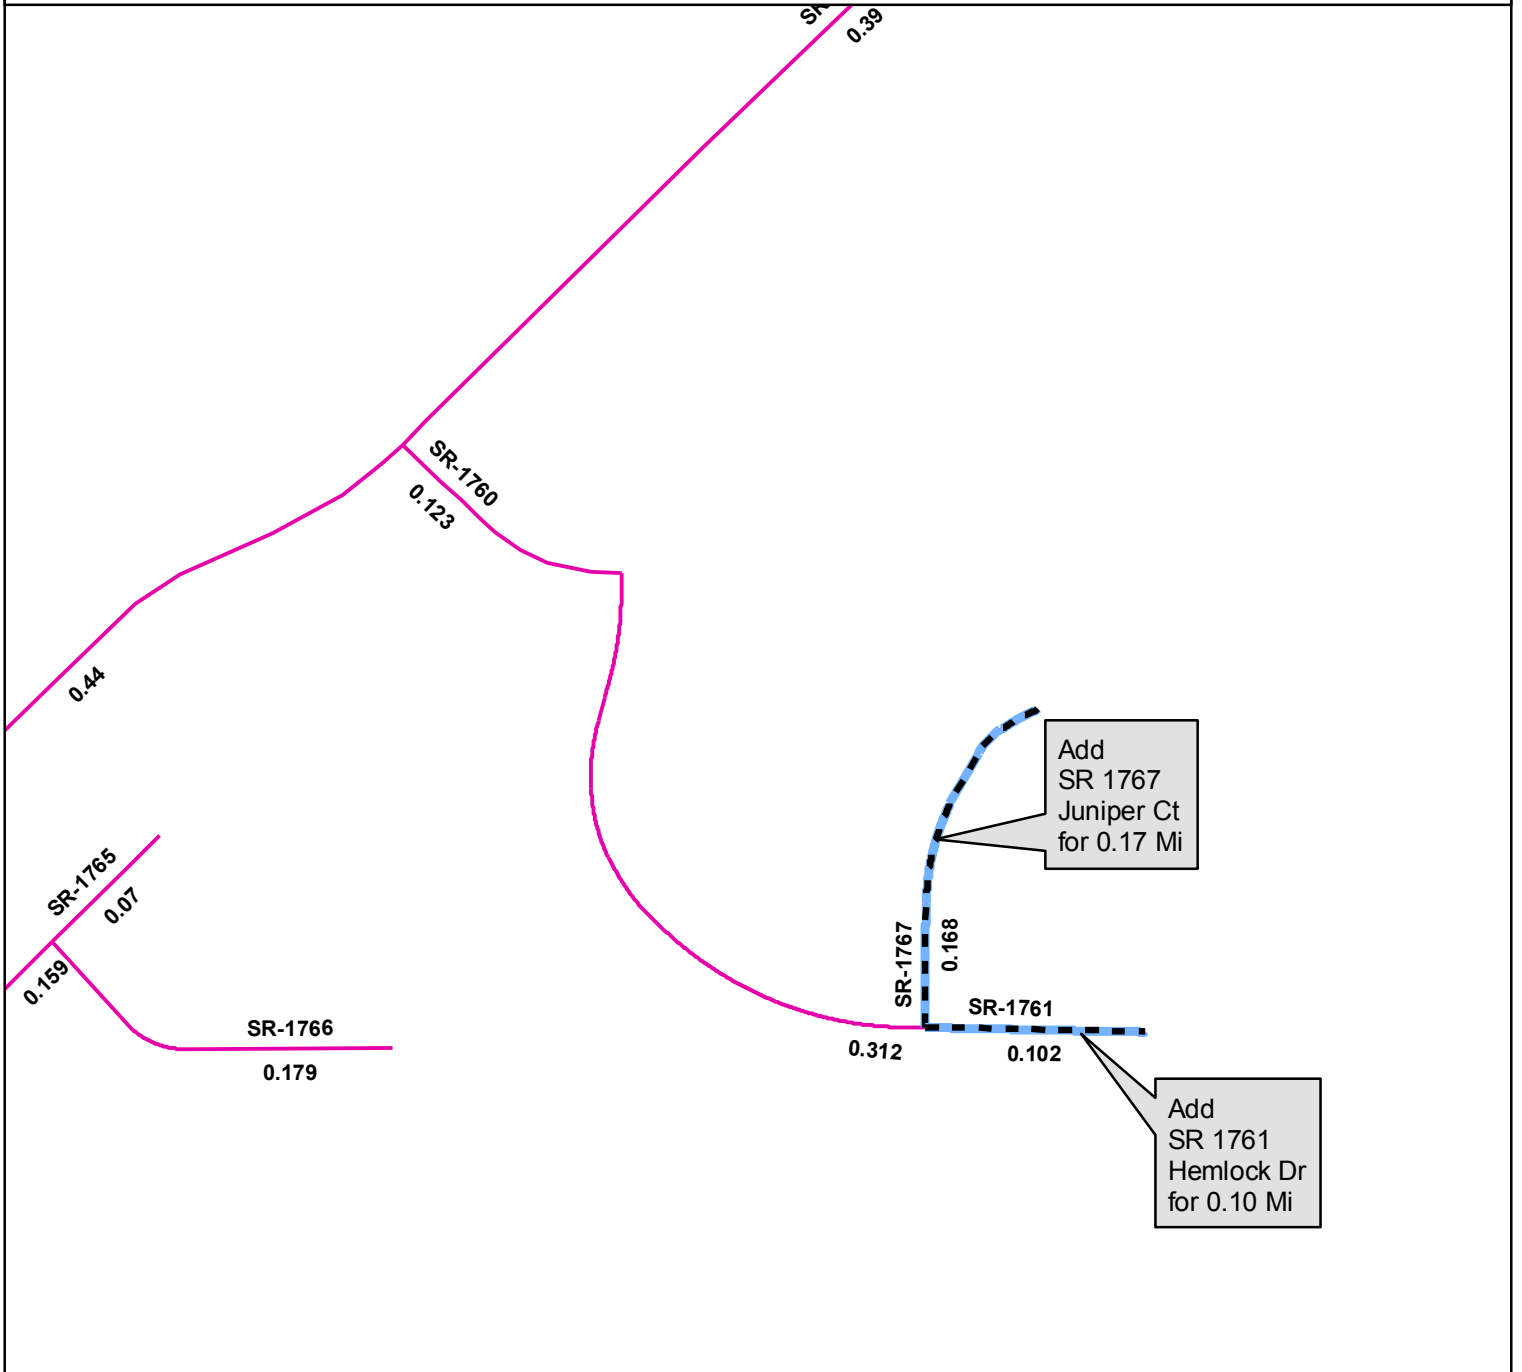 0.39
SR-1760
0.123
0.44
Add
SR 1767
Juniper Ct
for 0.17 Mi
SR-1765
0.07
SR-1767
0.168
0.159
SR-1761
0.102
SR-1766
0.179
0.312
Add
SR 1761
Hemlock Dr
for 0.10 Mi